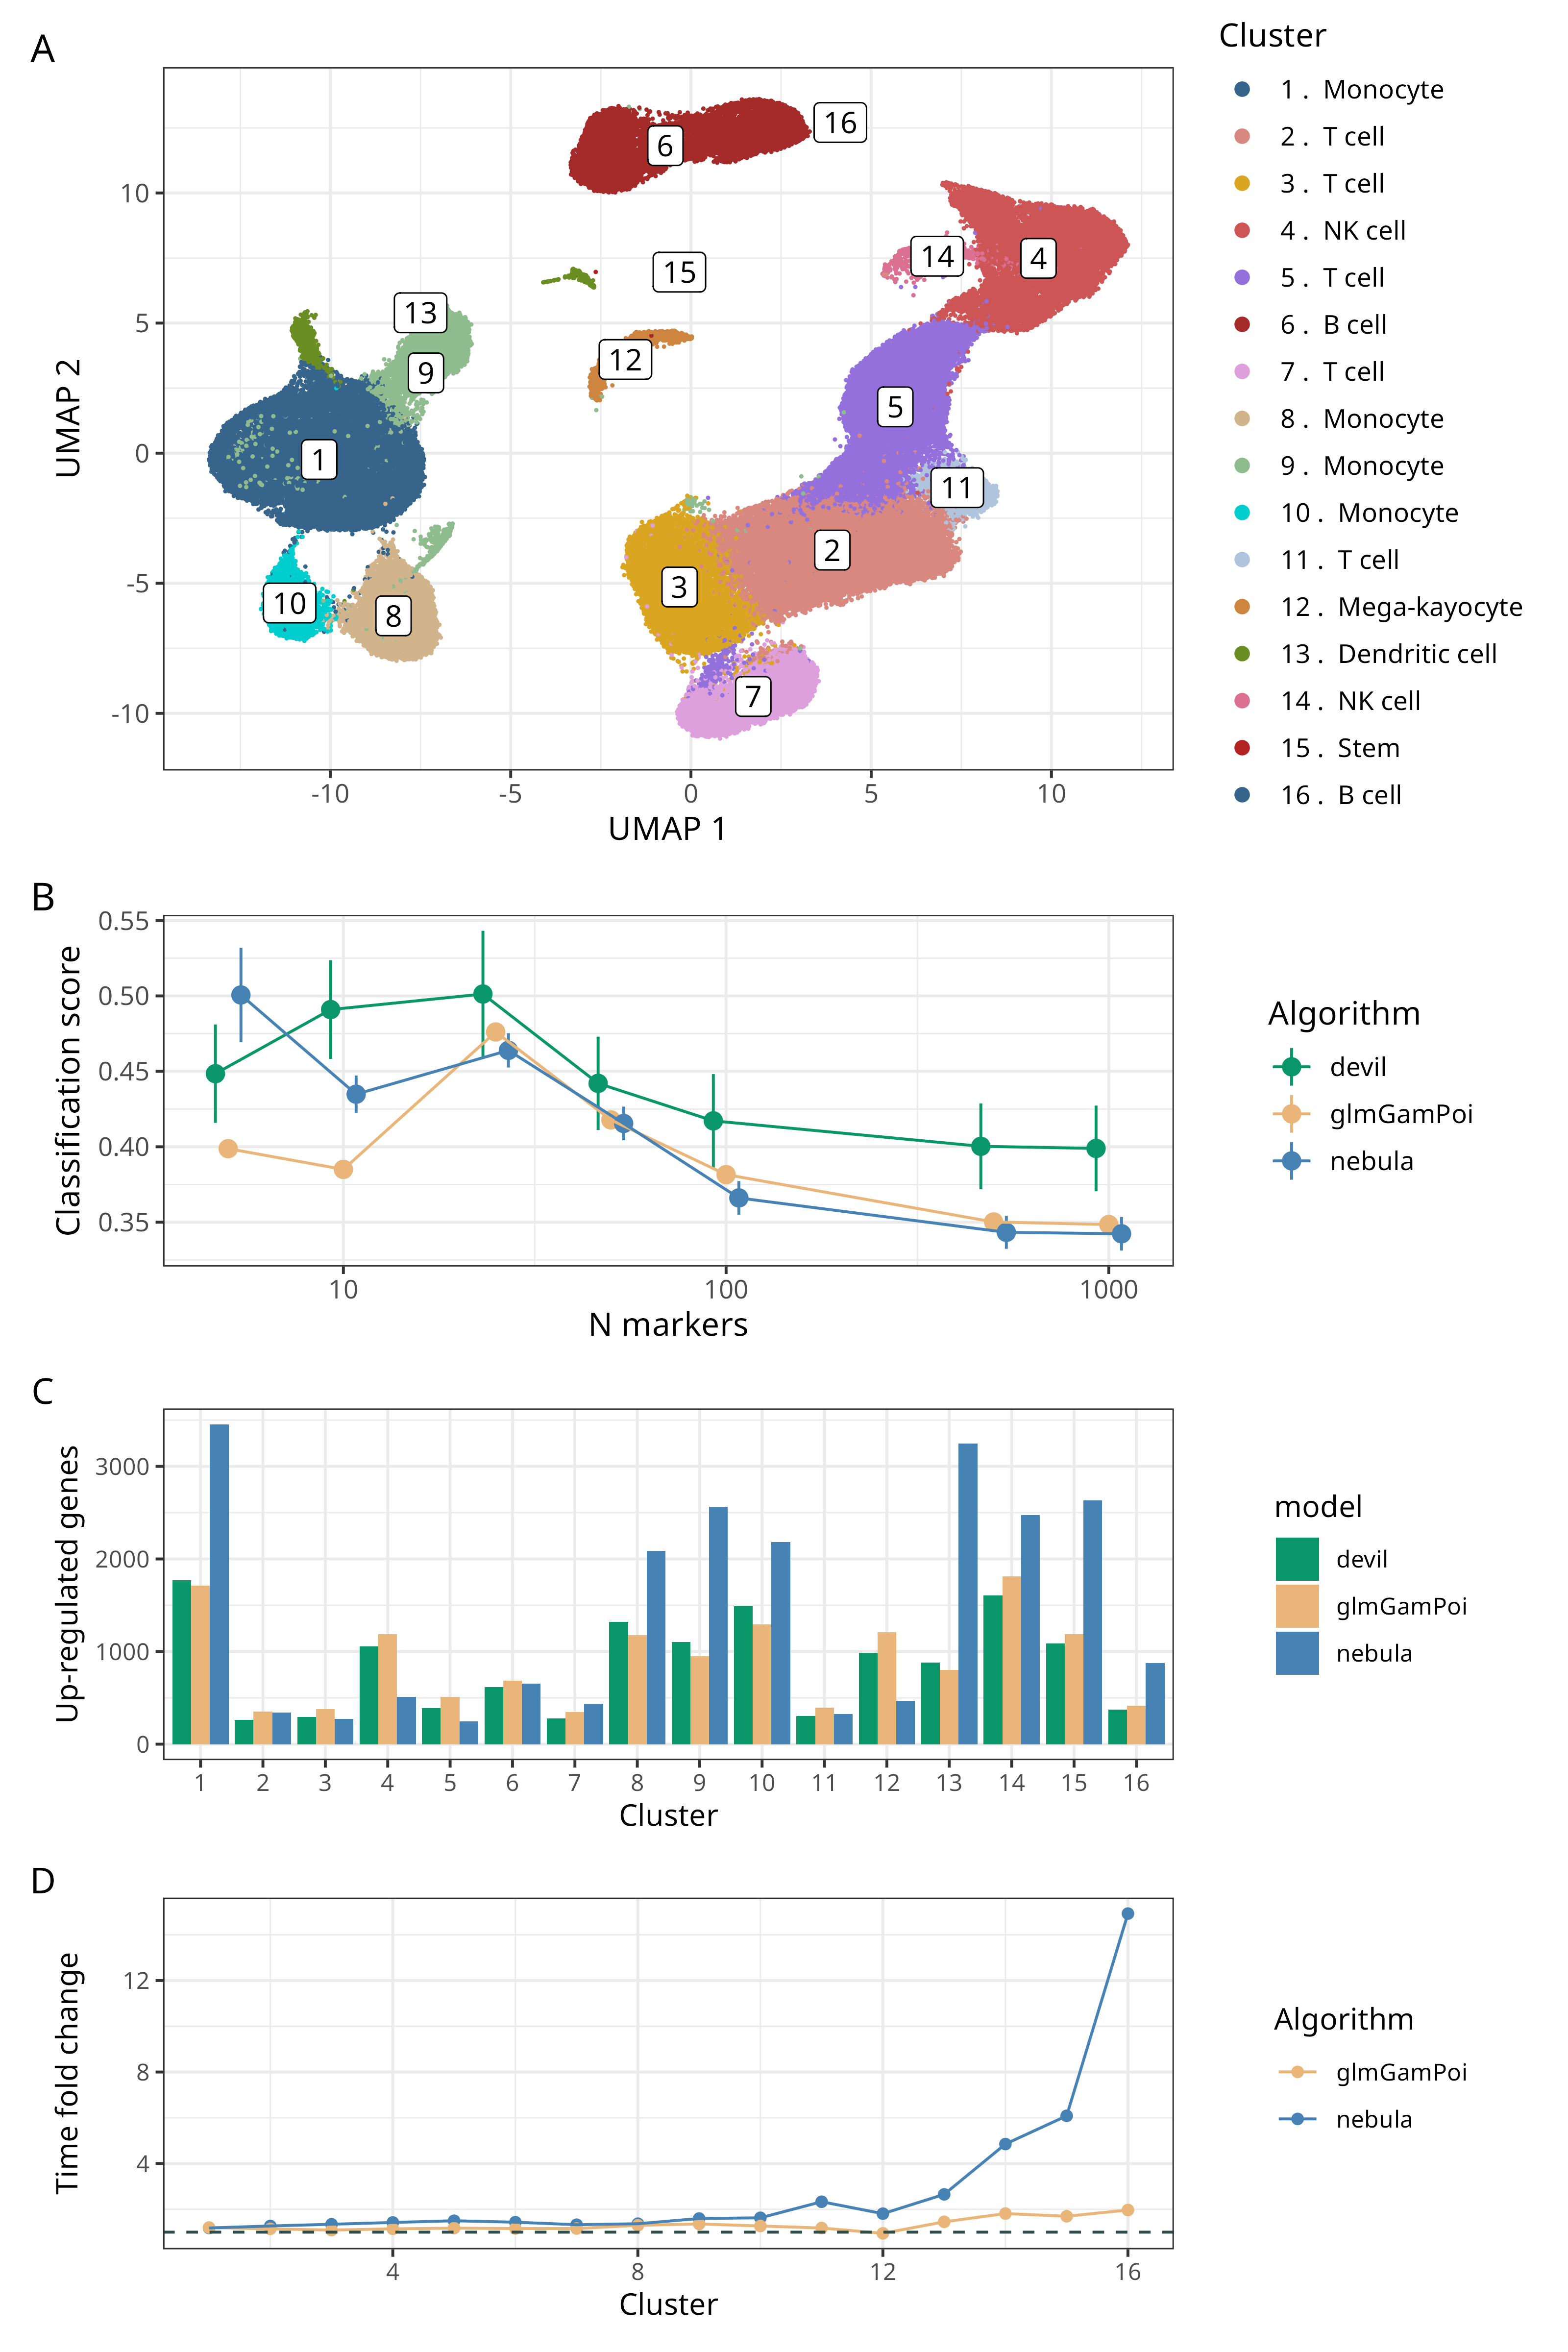 A
Cluster
1 . Monocyte
2 . T cell
3 . T cell
4 . NK cell
5 . T cell
6 . B cell
7 . T cell
8 . Monocyte
9 . Monocyte
10 . Monocyte
11 . T cell
12 . Mega-kayocyte
13 . Dendritic cell
14 . NK cell
15 . Stem
16 . B cell
UMAP 2
10
5
0
-5
-10
6
16
14
4
15
13
12
9
5
1
11
2
3
10
8
7
-10
-5
0
5
10
UMAP 1
B
Classification score
0.55
0.50
0.45
0.40
0.35
10
100
1000
N markers
Algorithm
devil
glmGamPoi
nebula
C
Up-regulated genes
3000
2000
1000
0
1 2 3 4 5 6 7 8 9 10 11 12 13 14 15 16
Cluster
model
devil
glmGamPoi
nebula
D
Time fold change
12
8
4
4
8
12
16
Cluster
Algorithm
glmGamPoi
nebula